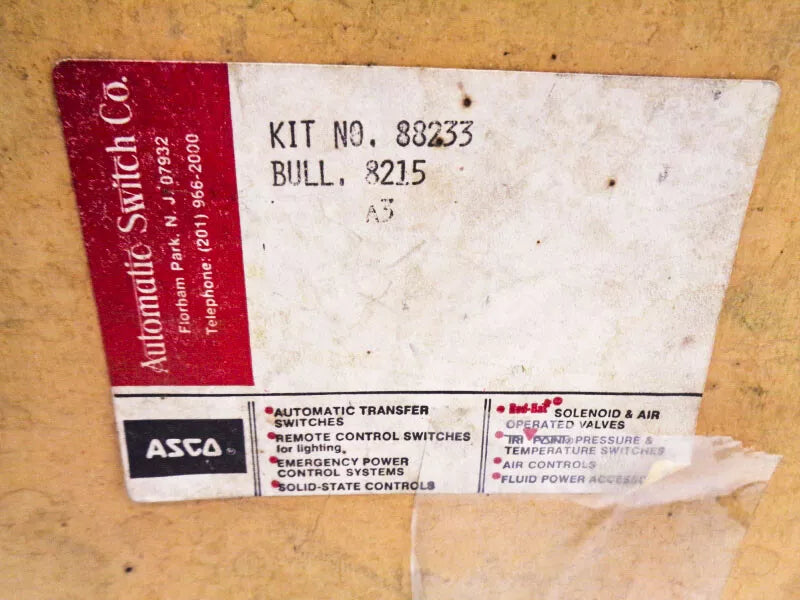 Automatic Switch Co.
Florham Park, N. J. 07932
Telephone: (201) 966-2000
KIT NO. 88233
BULL. 8215
A3
ASCO ®
•AUTOMATIC TRANSFER
SWITCHES
•REMOTE CONTROL SWITCHES
for lighting.
•EMERGENCY POWER
CONTROL SYSTEMS
•SOLID-STATE CONTROLS
• Red-Hat ® SOLENOID & AIR
OPERATED VALVES
• TRI POINT® PRESSURE &
TEMPERATURE SWITCHES
• AIR CONTROLS
• FLUID POWER